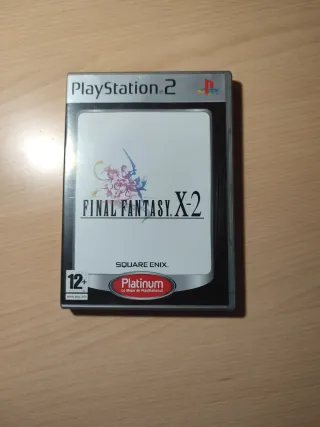 PlayStation®2
FINAL FANTASY X-2
SQUARE ENIX
12+
Platinum